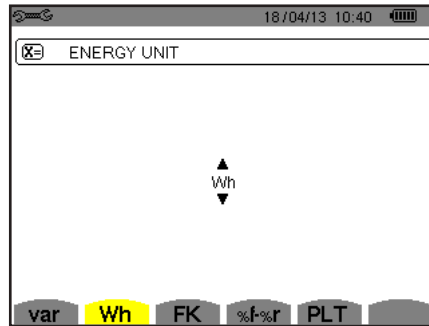 18/04/13 10:40
X= ENERGY UNIT
Wh
var Wh FK %f-%r PLT